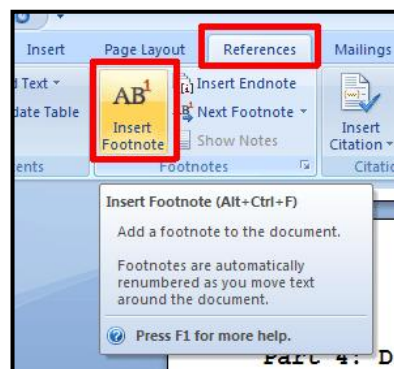 Insert Page Layout References Mailings
d Text
date Table
AB¹
Insert
Footnote
Insert Endnote
Next Footnote
Show Notes
Insert
Citation
ents Footnotes Citatic
Insert Footnote (Alt+Ctrl+F)
Add a footnote to the document.
Footnotes are automatically
renumbered as you move text
around the document.
Press F1 for more help.
Part 4: D